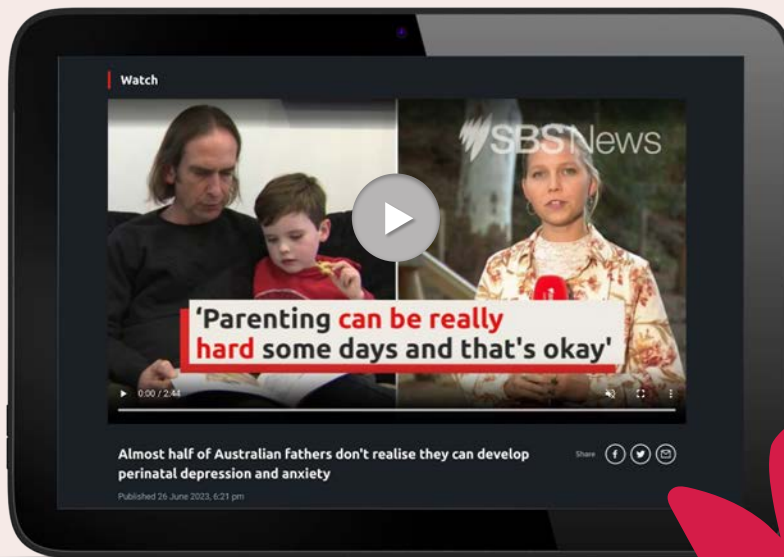 Watch
SBS News
'Parenting can be really
hard some days and that's okay'
0:00 / 2:44
Almost half of Australian fathers don't realise they can develop
perinatal depression and anxiety
Share
Published 26 June 2023, 6:21 pm